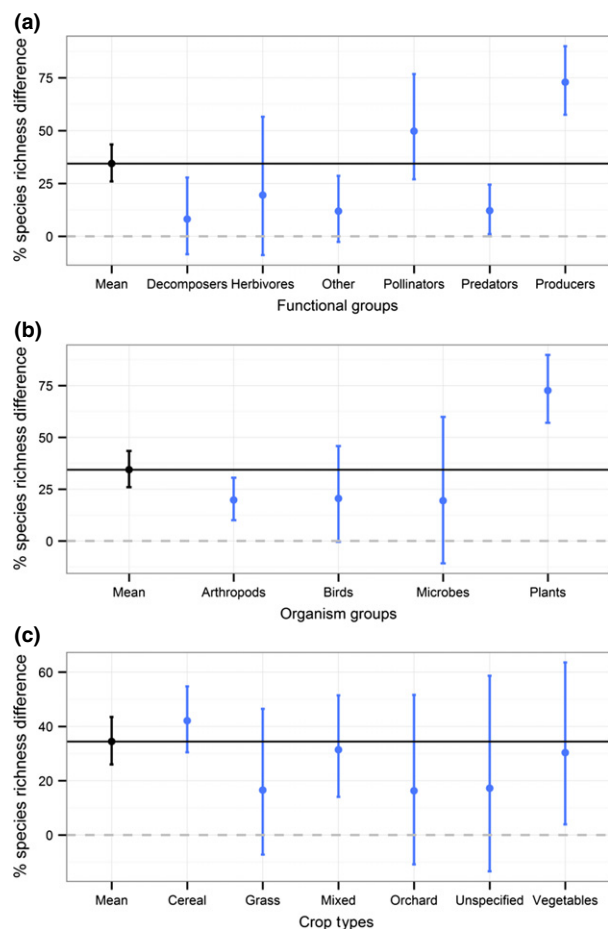 (a)
% species richness difference
75
50
25
0
Mean Decomposers Herbivores Other Pollinators Predators Producers
Functional groups
(b)
% species richness difference
75
50
25
0
Mean Arthropods Birds Microbes Plants
Organism groups
(c)
% species richness difference
60
40
20
0
Mean Cereal Grass Mixed Orchard Unspecified Vegetables
Crop types